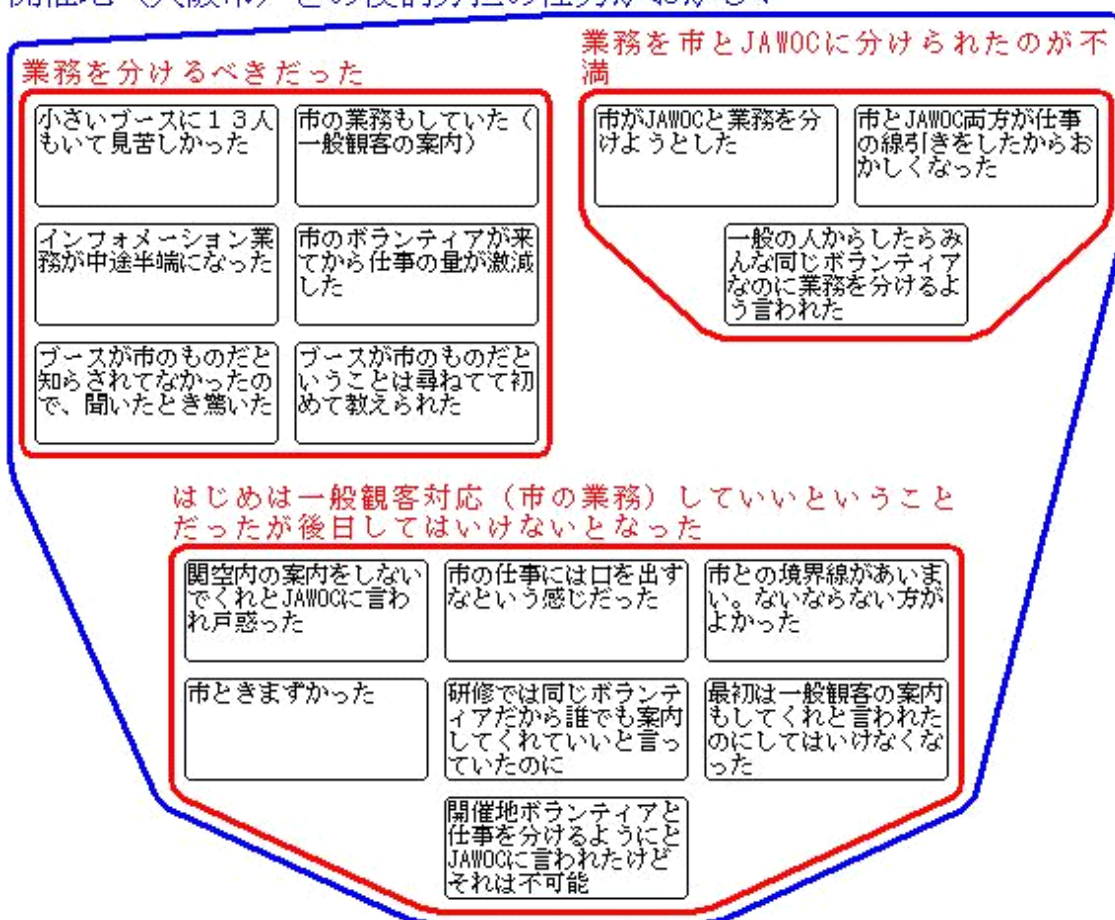 業務を分けるべきだった
小さいブースに１３人
もいて見苦しかった
市の業務もしていた（
一般観客の案内）
インフォメーション業
務が中途半端になった
市のボランティアが来
てから仕事の量が激減
した
ブースが市のものだと
知らされてなかったの
で、聞いたとき驚いた
ブースが市のものだと
いうことは尋ねてて初
めて教えられた
業務を市とJAWOCに分けられたのが不
満
市がJAWOCと業務を分
けようとした
市とJAWOC両方が仕事
の線引きをしたからお
かしくなった
一般の人からしたらみ
んな同じボランティア
なのに業務を分けるよ
う言われた
はじめは一般観客対応（市の業務）していいということ
だったが後日してはいけないとなった
関空内の案内をしない
でくれとJAWOCに言わ
れ戸惑った
市の仕事には口を出す
なという感じだった
市との境界線があいま
い。ないならない方が
よかった
市ときまずかった
研修では同じボランテ
ィアだから誰でも案内
してくれていいと言っ
ていたのに
最初は一般観客の案内
もしてくれと言われた
のにしてはいけなくな
った
開催地ボランティアと
仕事を分けるようにと
JAWOCに言われたけど
それは不可能